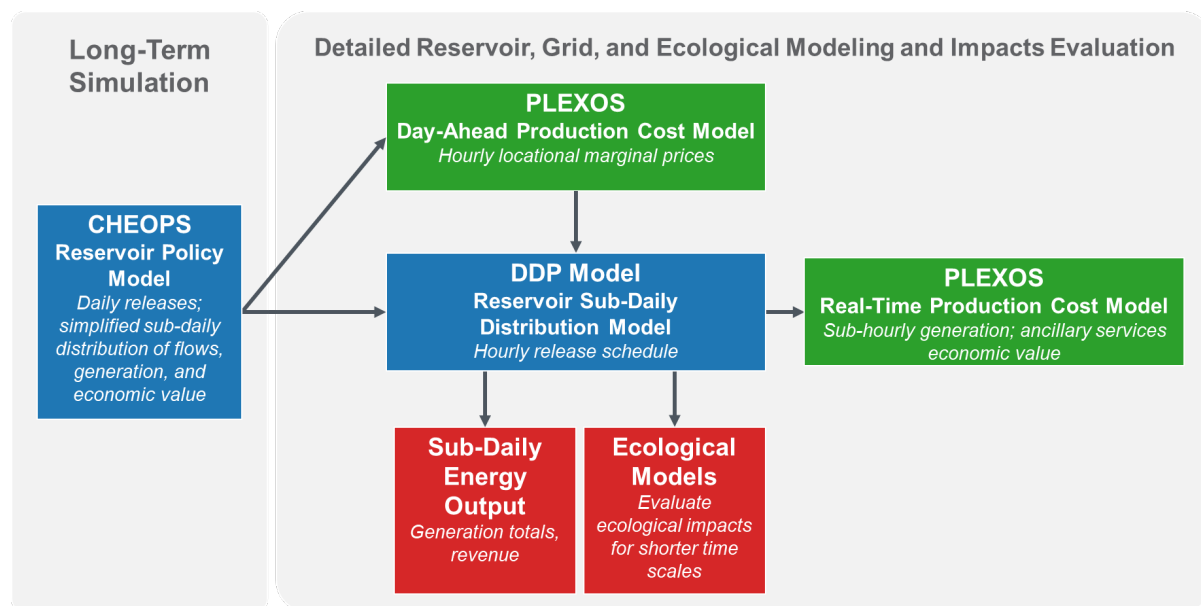 Long-Term
Simulation
Detailed Reservoir, Grid, and Ecological Modeling and Impacts Evaluation
PLEXOS
Day-Ahead Production Cost Model
Hourly locational marginal prices
CHEOPS
Reservoir Policy
Model
Daily releases;
simplified sub-daily
distribution of flows,
generation, and
economic value
DDP Model
Reservoir Sub-Daily
Distribution Model
Hourly release schedule
PLEXOS
Real-Time Production Cost Model
Sub-hourly generation; ancillary services
economic value
Sub-Daily
Energy
Output
Generation totals,
revenue
Ecological
Models
Evaluate
ecological impacts
for shorter time
scales